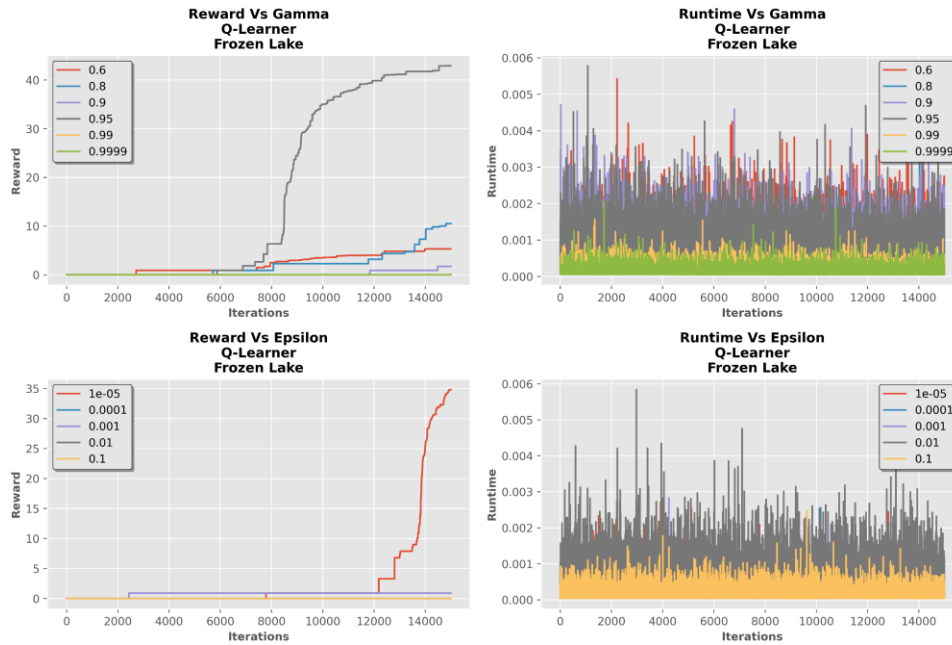 Reward Vs Gamma
Q-Learner
Frozen Lake
Reward
40
30
20
10
0
0.6
0.8
0.9
0.95
0.99
0.9999
0 2000 4000 6000 8000 10000 12000 14000
Iterations
Runtime Vs Gamma
Q-Learner
Frozen Lake
Runtime
0.006
0.005
0.004
0.003
0.002
0.001
0.000
0.6
0.8
0.9
0.95
0.99
0.9999
0 2000 4000 6000 8000 10000 12000 14000
Iterations
Reward Vs Epsilon
Q-Learner
Frozen Lake
Reward
35
30
25
20
15
10
5
0
1e-05
0.0001
0.001
0.01
0.1
0 2000 4000 6000 8000 10000 12000 14000
Iterations
Runtime Vs Epsilon
Q-Learner
Frozen Lake
Runtime
0.006
0.005
0.004
0.003
0.002
0.001
0.000
1e-05
0.0001
0.001
0.01
0.1
0 2000 4000 6000 8000 10000 12000 14000
Iterations